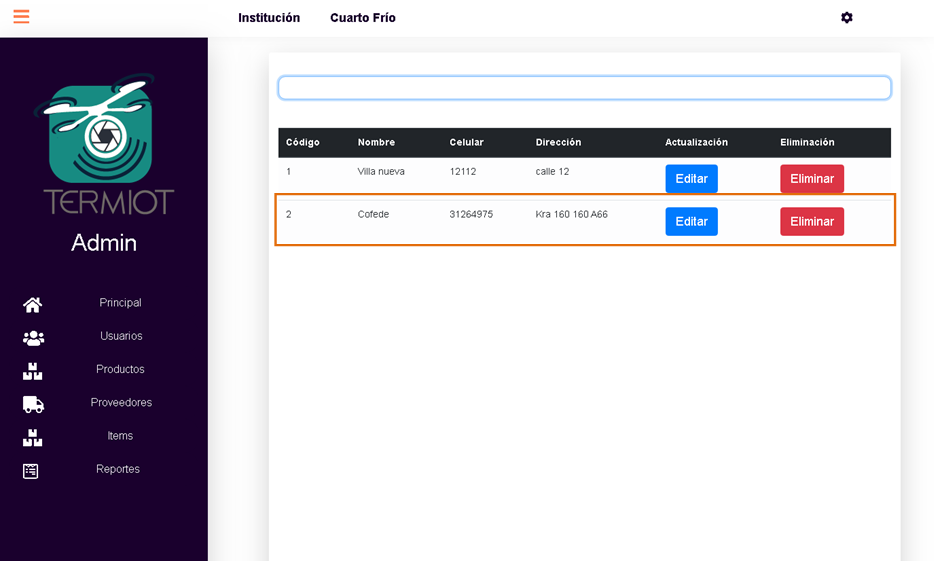 Institución Cuarto Frío
TERMIOT
Admin
Principal
Usuarios
Productos
Proveedores
Items
Reportes
Código Nombre Celular Dirección Actualización Eliminación
1 Villa nueva 12112 calle 12 Editar Eliminar
2 Cofede 31264975 Kra 160 160 A66 Editar Eliminar